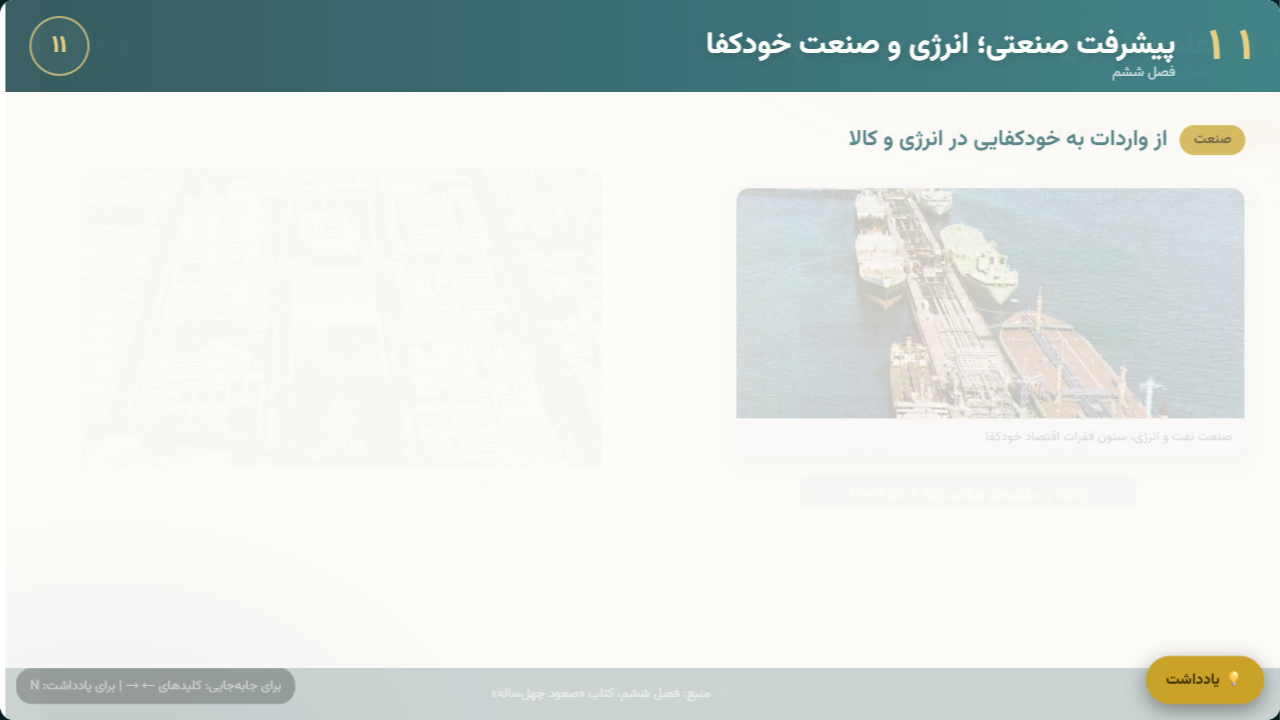 ۱۱
پیشرفت صنعتی؛ انرژی و صنعت خودکفا
فصل ششم
۱۱
صنعت
از واردات به خودکفایی در انرژی و کالا
صنعت نفت و انرژی، ستون فقرات اقتصاد خودکفا
یادداشت
منبع: فصل ششم، کتاب «صعود چهل‌ساله»
برای جابه‌جایی: کلیدهای ← → | برای یادداشت: N